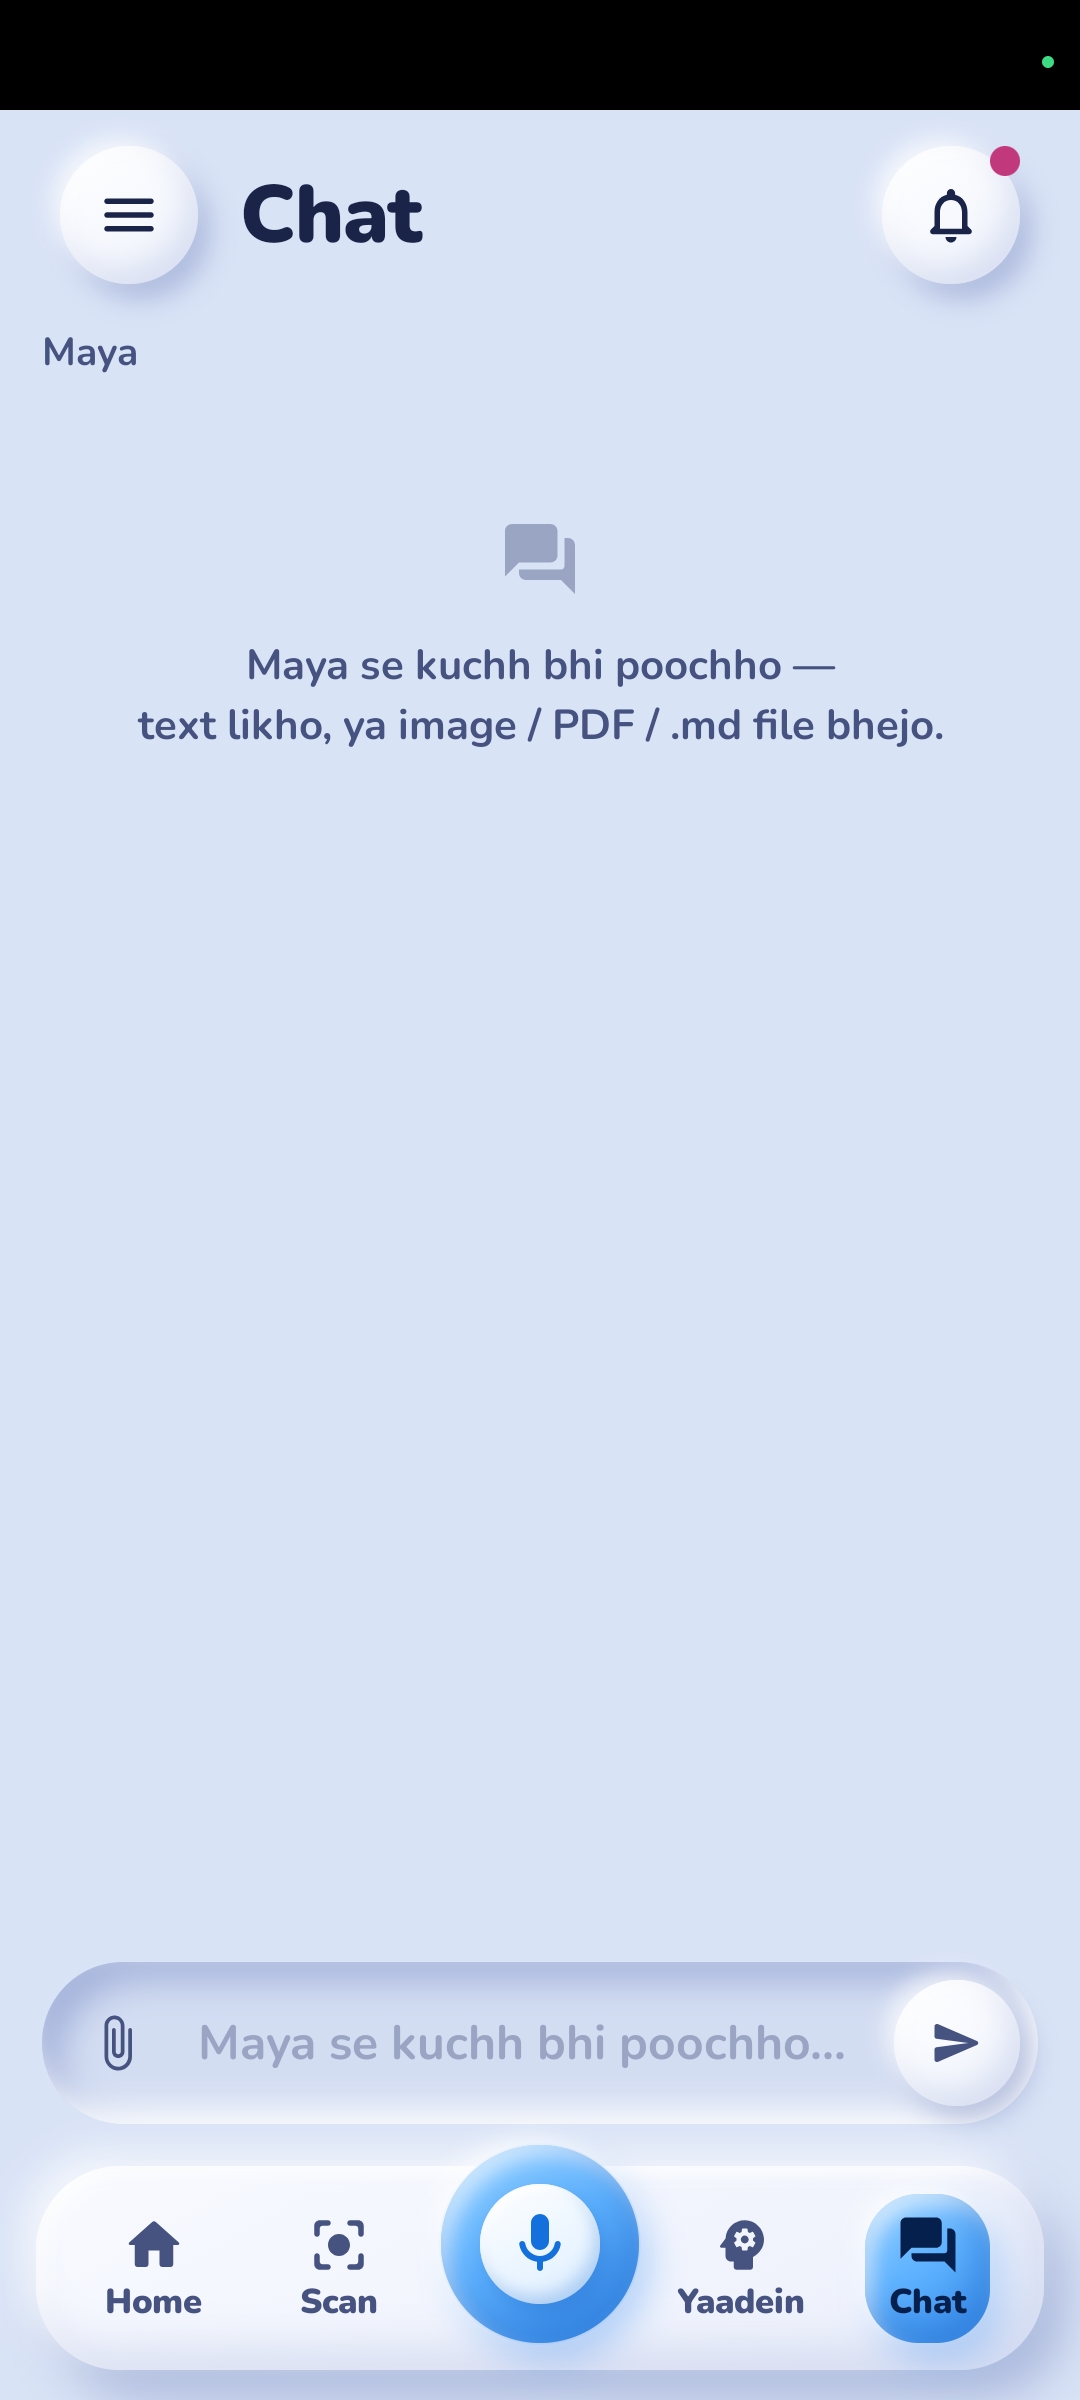 Chat
Maya
Maya se kuchh bhi poochho —
text likho, ya image / PDF / .md file bhejo.
Maya se kuchh bhi poochho...
Home
Scan
Yaadein
Chat